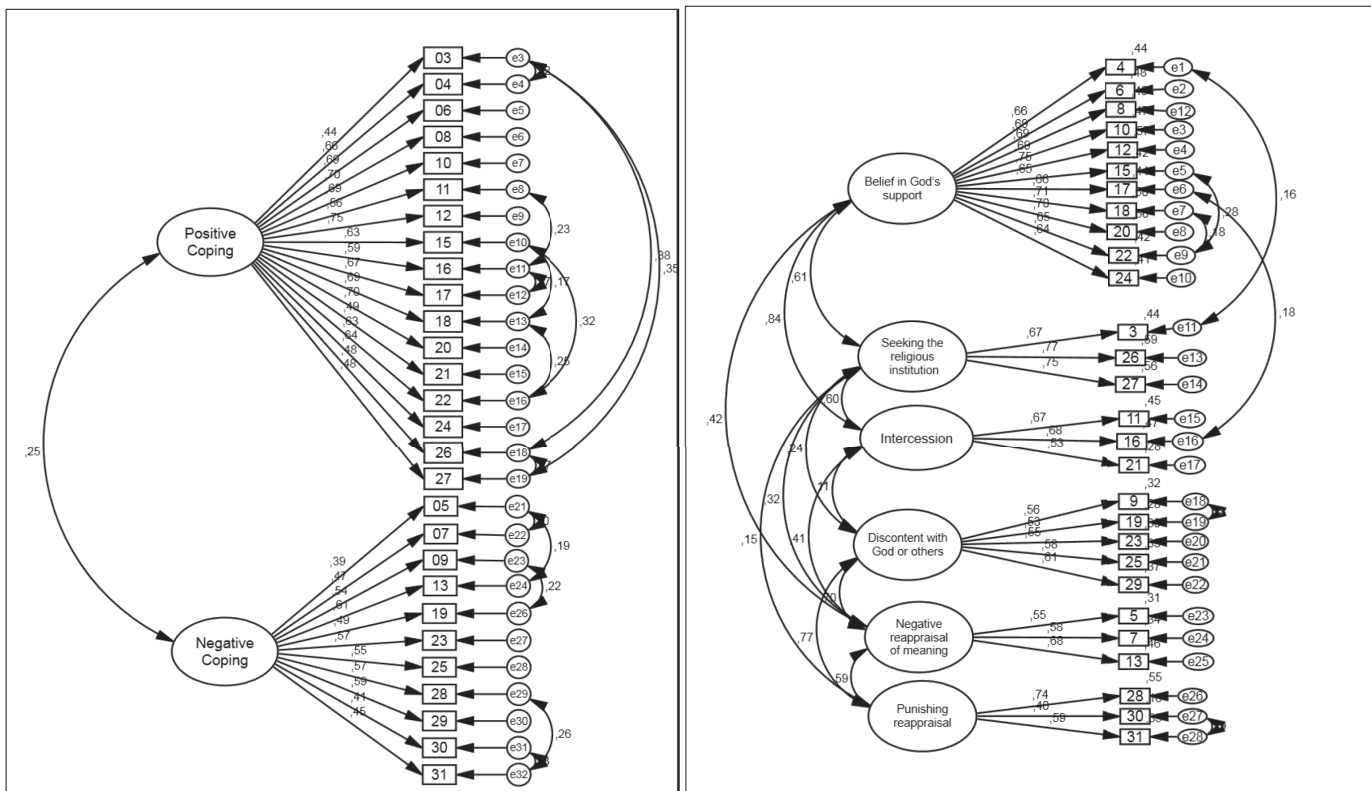 03
e3
04
e4
06
e5
08
e6
10
e7
11
e8
12
e9
15
e10
16
e11
17
e12
18
e13
20
e14
21
e15
22
e16
24
e17
26
e18
27
e19
,44
,66
,69
,70
,69
,56
,75
,63
,59
,67
,69
,70
,49
,63
,64
,48
,48
Positive
Coping
,23
,17
,32
,25
,38
,35
,25
05
e21
07
e22
09
e23
13
e24
19
e26
23
e27
25
e28
28
e29
29
e30
30
e31
31
e32
,39
,47
,54
,61
,49
,57
,55
,57
,59
,41
,45
Negative
Coping
,19
,22
,26
,44
4
e1
,48
6
e2
8
e12
10
e3
12
e4
15
e5
17
e6
18
e7
20
e8
22
e9
24
e10
,66
,69
,69
,69
,75
,65
,66
,71
,70
,65
,64
,42
Belief in God's
support
,16
,28
,18
,18
,61
,84
,42
,44
3
e11
,59
26
e13
,56
27
e14
,67
,77
,75
Seeking the
religious
institution
,60
,45
11
e15
16
e16
,28
21
e17
,67
,68
,53
Intercession
,24
,11
,32
,41
,15
,32
9
e18
19
e19
23
e20
25
e21
,37
29
e22
,56
,53
,55
,58
,61
Discontent with
God or others
,77
,31
5
e23
,34
7
e24
,46
13
e25
,55
,58
,68
Negative
reappraisal
of meaning
,59
,55
28
e26
30
e27
31
e28
,74
,40
,59
Punishing
reappraisal